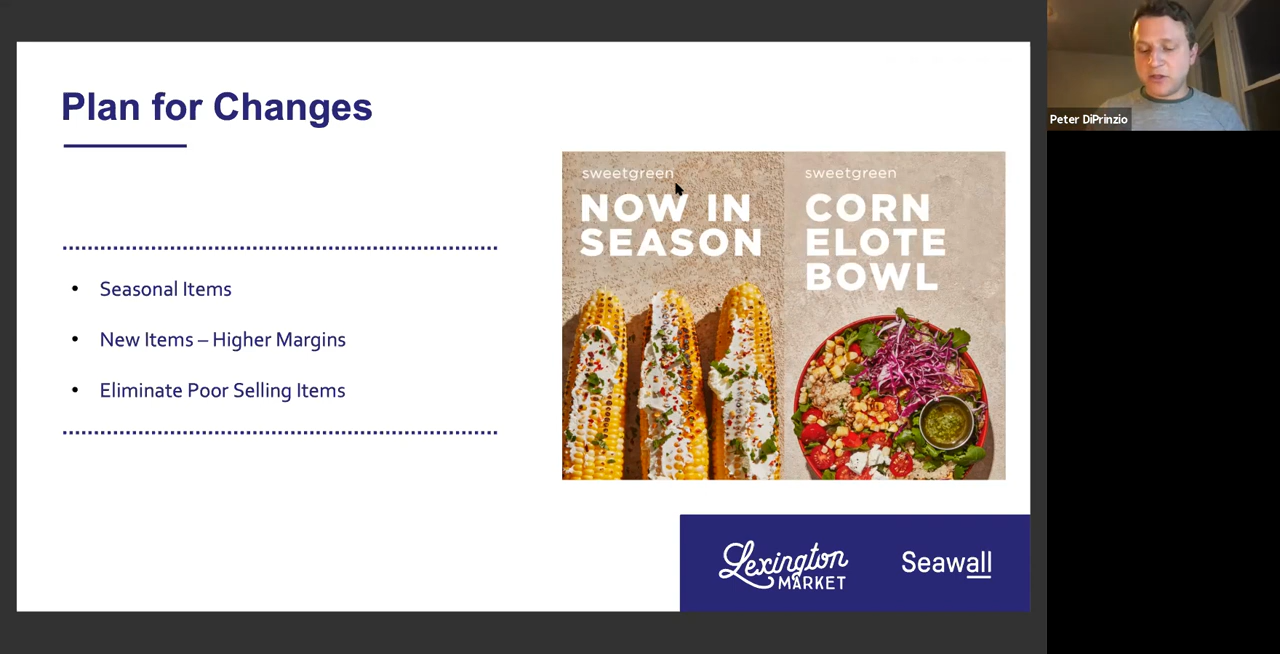 Plan for Changes
Seasonal Items
New Items – Higher Margins
Eliminate Poor Selling Items
sweetgreen
NOW IN
SEASON
sweetgreen
CORN
ELOTE
BOWL
Lexington
MARKET
Seawall
Peter DiPrinzio